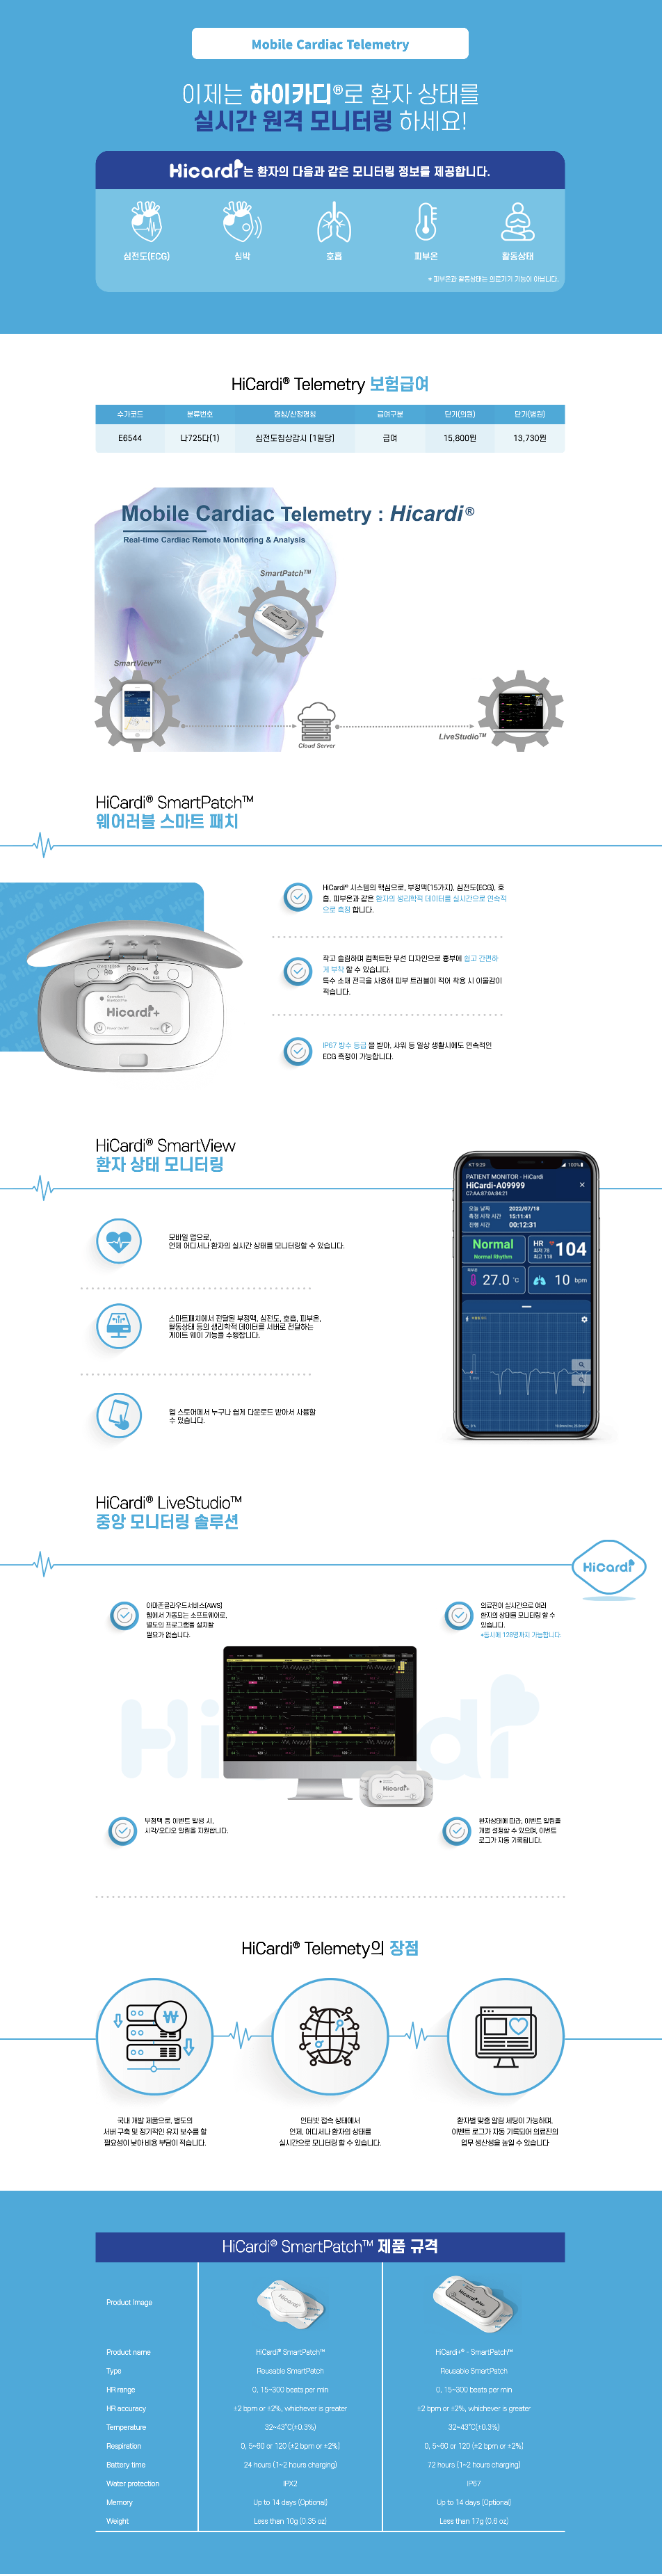 Mobile Cardiac Telemetry
이제는 하이카디®로 환자 상태를
실시간 원격 모니터링 하세요!
Hicardi는 환자의 다음과 같은 모니터링 정보를 제공합니다.
심전도(ECG)
심박
호흡
피부온
활동상태
* 피부온과 활동상태는 의료기기 기능이 아닙니다.
HiCardi® Telemetry 보험급여
수가코드 분류번호 명칭/산정명칭 급여구분 단가(의원) 단가(병원)
E6544 나725다(1) 심전도침상감시 [1일당] 급여 15,800원 13,730원
Mobile Cardiac Telemetry : Hicardi®
Real-time Cardiac Remote Monitoring & Analysis
SmartPatch™
SmartView™
Cloud Server
LiveStudio™
HiCardi® SmartPatch™
웨어러블 스마트 패치
HiCardi® 시스템의 핵심으로, 부정맥(15가지), 심전도(ECG), 호
흡, 피부온과 같은 환자의 생리학적 데이터를 실시간으로 연속적
으로 측정 합니다.
작고 슬림하며 컴팩트한 무선 디자인으로 흉부에 쉽고 간편하
게 부착 할 수 있습니다.
특수 소재 전극을 사용해 피부 트러블이 적어 착용 시 이물감이
적습니다.
Hicardi+
IP67 방수 등급 을 받아, 샤워 등 일상 생활시에도 연속적인
ECG 측정이 가능합니다.
HiCardi® SmartView
환자 상태 모니터링
모바일 앱으로,
언제 어디서나 환자의 실시간 상태를 모니터링할 수 있습니다.
스마트패치에서 전달된 부정맥, 심전도, 호흡, 피부온,
활동상태 등의 생리학적 데이터를 서버로 전달하는
게이트 웨이 기능을 수행합니다.
앱 스토어에서 누구나 쉽게 다운로드 받아서 사용할
수 있습니다.
KT 9:29
100%
PATIENT MONITOR - HiCardi
HiCardi-A09999
C7:AA:87:0A:84:21
오늘 날짜 2022/07/18
측정 시작 시간 15:11:41
진행 시간 00:12:31
Normal
Normal Rhythm
HR
최저 78
최고 118
104
피부온
27.0 °C
10 bpm
1 mv
HiCardi® LiveStudio™
중앙 모니터링 솔루션
HiCardi
아마존클라우드서비스(AWS)
웹에서 가동되는 소프트웨어로,
별도의 프로그램을 설치할
필요가 없습니다.
의료진이 실시간으로 여러
환자의 상태를 모니터링 할 수
있습니다.
*동시에 128명까지 가능합니다.
HiCardi
Hicardi+
부정맥 등 이벤트 발생 시,
시각/오디오 알림을 지원합니다.
환자상태에 따라, 이벤트 알림을
개별 설정할 수 있으며, 이벤트
로그가 자동 기록됩니다.
HiCardi® Telemety의 장점
국내 개발 제품으로, 별도의
서버 구축 및 정기적인 유지 보수를 할
필요성이 낮아 비용 부담이 적습니다.
인터넷 접속 상태에서
언제, 어디서나 환자의 상태를
실시간으로 모니터링 할 수 있습니다.
환자별 맞춤 알림 세팅이 가능하며,
이벤트 로그가 자동 기록되어 의료진의
업무 생산성을 높일 수 있습니다
HiCardi® SmartPatch™ 제품 규격
Product Image
Product name HiCardi® SmartPatch™ HiCardi+® - SmartPatch™
Type Reusable SmartPatch Reusable SmartPatch
HR range 0, 15~300 beats per min 0, 15~300 beats per min
HR accuracy ±2 bpm or ±2%, whichever is greater ±2 bpm or ±2%, whichever is greater
Temperature 32~43°C(±0.3%) 32~43°C(±0.3%)
Respiration 0, 5~60 or 120 (±2 bpm or ±2%) 0, 5~60 or 120 (±2 bpm or ±2%)
Battery time 24 hours (1~2 hours charging) 72 hours (1~2 hours charging)
Water protection IPX2 IP67
Memory Up to 14 days (Optional) Up to 14 days (Optional)
Weight Less than 10g (0.35 oz) Less than 17g (0.6 oz)